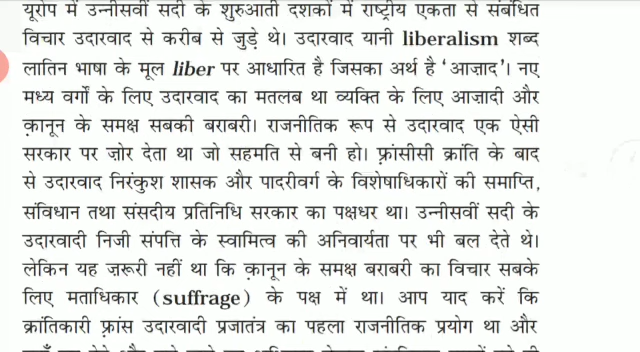 यूरोप में उन्नीसवीं सदी के शुरुआती दशकों में राष्ट्रीय एकता से संबंधित
विचार उदारवाद से करीब से जुड़े थे। उदारवाद यानी liberalism शब्द
लातिन भाषा के मूल liber पर आधारित है जिसका अर्थ है 'आज़ाद'। नए
मध्य वर्गों के लिए उदारवाद का मतलब था व्यक्ति के लिए आज़ादी और
क़ानून के समक्ष सबकी बराबरी। राजनीतिक रूप से उदारवाद एक ऐसी
सरकार पर ज़ोर देता था जो सहमति से बनी हो। फ़्रांसीसी क्रांति के बाद
से उदारवाद निरंकुश शासक और पादरीवर्ग के विशेषाधिकारों की समाप्ति,
संविधान तथा संसदीय प्रतिनिधि सरकार का पक्षधर था। उन्नीसवीं सदी के
उदारवादी निजी संपत्ति के स्वामित्व की अनिवार्यता पर भी बल देते थे।
लेकिन यह ज़रूरी नहीं था कि क़ानून के समक्ष बराबरी का विचार सबके
लिए मताधिकार (suffrage) के पक्ष में था। आप याद करें कि
क्रांतिकारी फ़्रांस उदारवादी प्रजातंत्र का पहला राजनीतिक प्रयोग था और